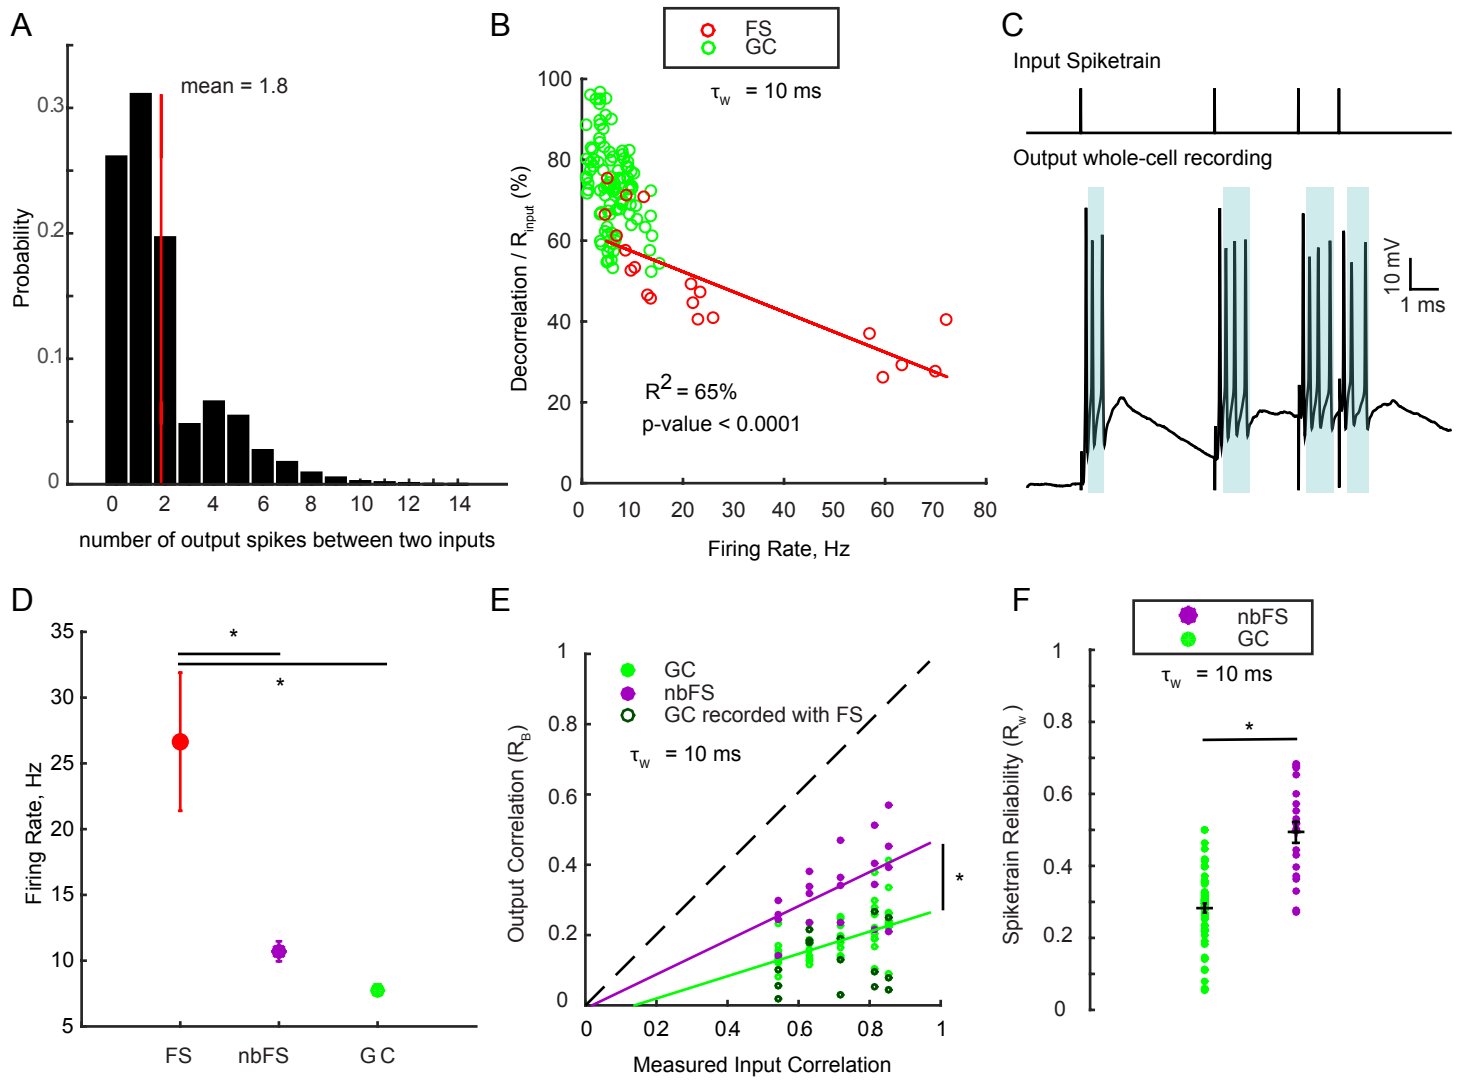 A
mean = 1.8
0.3
0.2
0.1
0
Probability
0 2 4 6 8 10 12 14
number of output spikes between two inputs
B
FS
GC
τw = 10 ms
100
80
60
40
20
0
Decorrelation / Rinput (%)
R2 = 65%
p-value < 0.0001
0 10 20 30 40 50 60 70 80
Firing Rate, Hz
C
Input Spiketrain
Output whole-cell recording
10 mV
1 ms
D
35
30
25
20
15
10
5
Firing Rate, Hz
*
*
FS nbFS GC
E
1
0.8
0.6
0.4
0.2
0
Output Correlation (RB)
GC
nbFS
GC recorded with FS
τw = 10 ms
*
0 0.2 0.4 0.6 0.8 1
Measured Input Correlation
F
nbFS
GC
τw = 10 ms
1
0.8
0.6
0.4
0.2
0
Spiketrain Reliability (Rw)
*